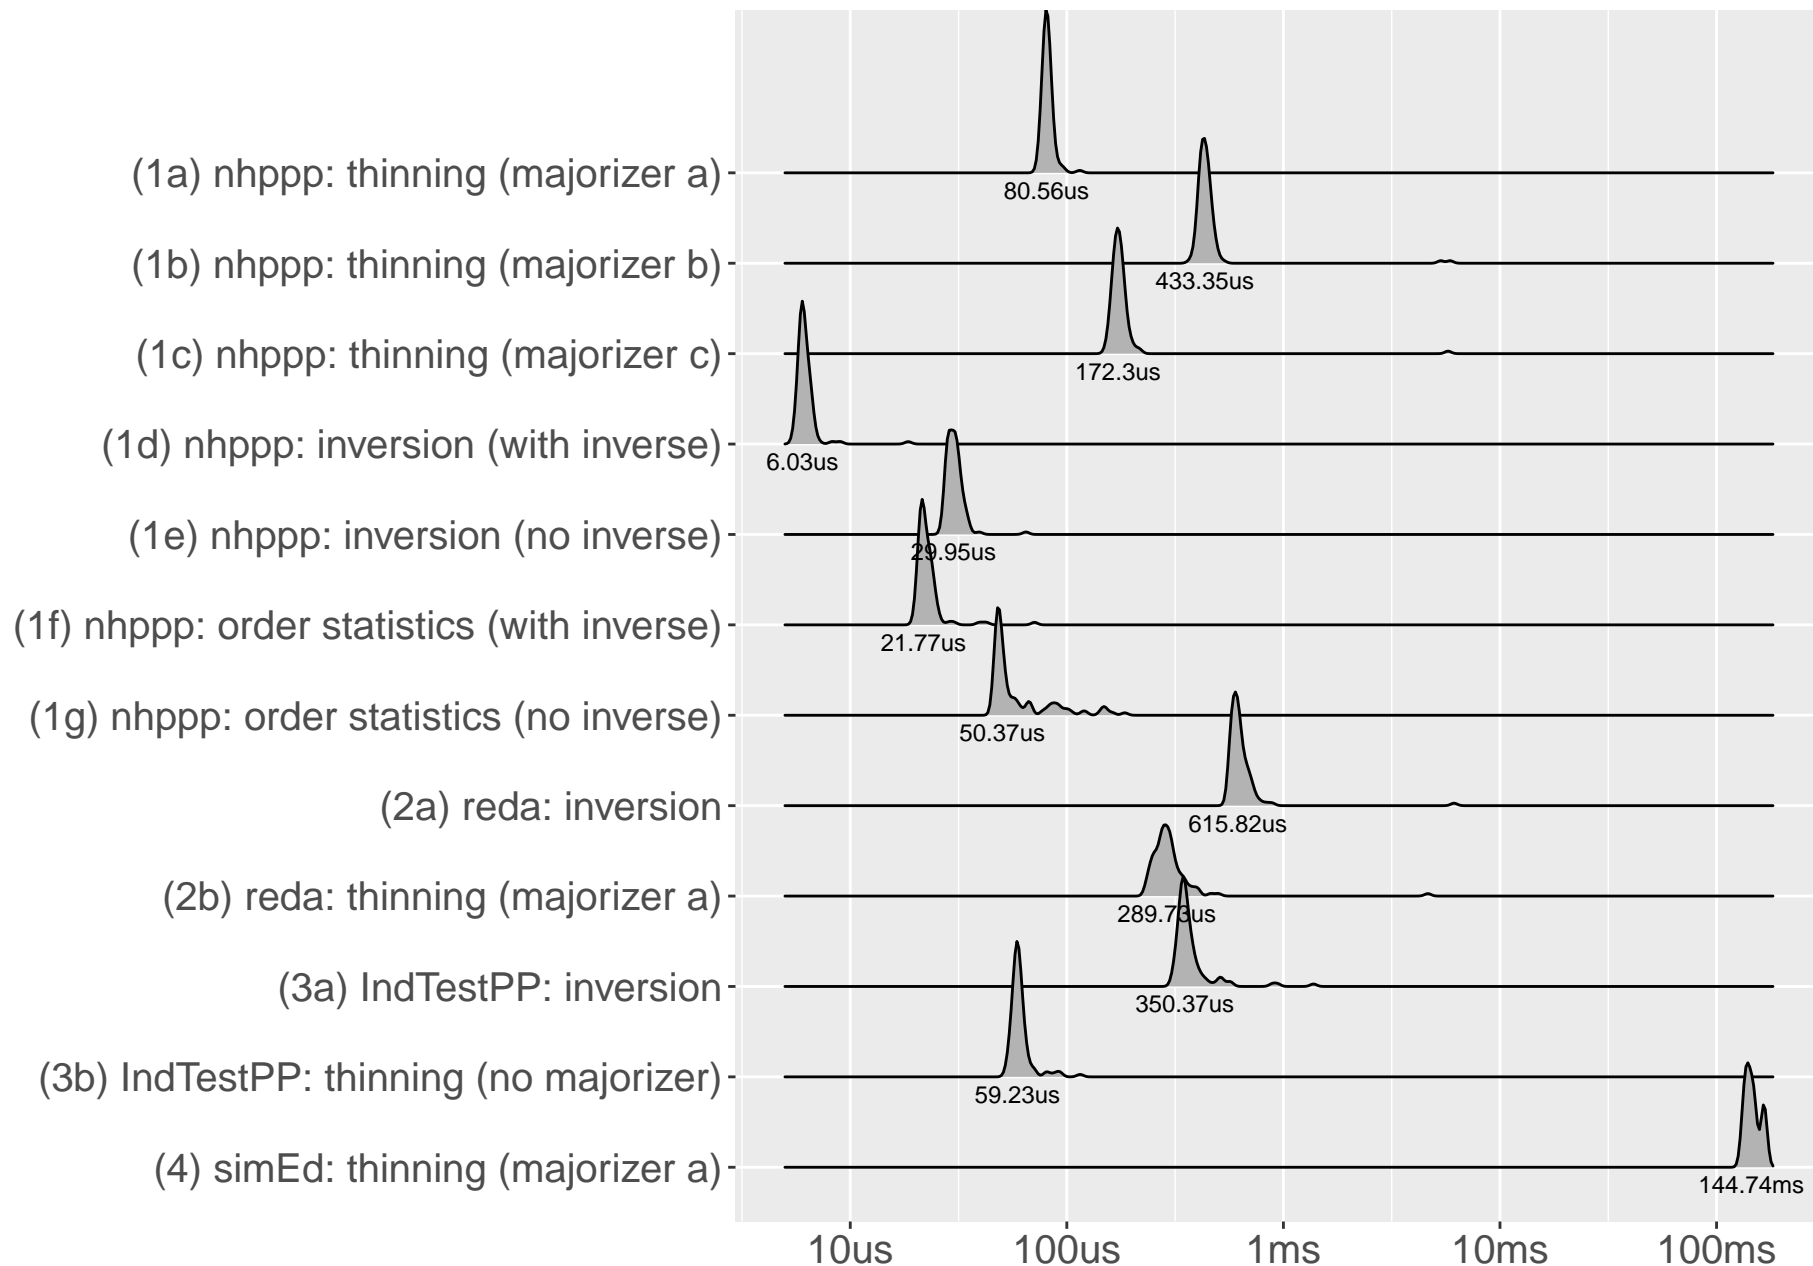 (1a) nhppp: thinning (majorizer a)
80.56us
(1b) nhppp: thinning (majorizer b)
433.35us
(1c) nhppp: thinning (majorizer c)
172.3us
(1d) nhppp: inversion (with inverse)
6.03us
(1e) nhppp: inversion (no inverse)
29.95us
(1f) nhppp: order statistics (with inverse)
21.77us
(1g) nhppp: order statistics (no inverse)
50.37us
(2a) reda: inversion
615.82us
(2b) reda: thinning (majorizer a)
289.73us
(3a) IndTestPP: inversion
350.37us
(3b) IndTestPP: thinning (no majorizer)
59.23us
(4) simEd: thinning (majorizer a)
144.74ms
10us 100us 1ms 10ms 100ms